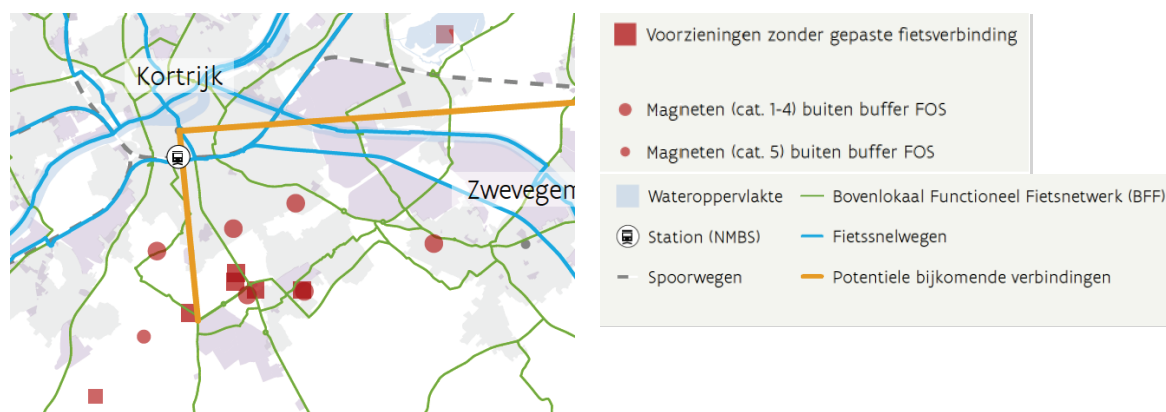 Kortrijk
Zwevegem
Voorzieningen zonder gepaste fietsverbinding
Magneten (cat. 1-4) buiten buffer FOS
Magneten (cat. 5) buiten buffer FOS
Wateroppervlakte
Bovenlokaal Functioneel Fietsnetwerk (BFF)
Station (NMBS)
Fietssnelwegen
Spoorwegen
Potentiele bijkomende verbindingen